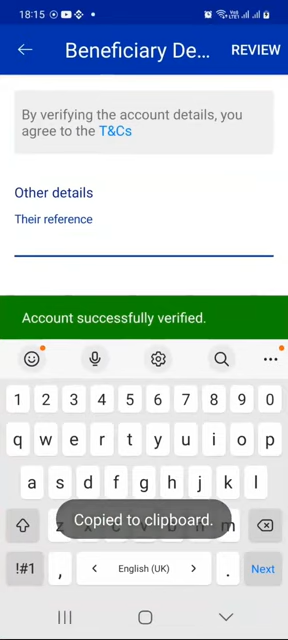 18:15
Beneficiary De... REVIEW
By verifying the account details, you
agree to the T&Cs
Other details
Their reference
Account successfully verified.
1 2 3 4 5 6 7 8 9 0
q w e r t y u i o p
a s d f g h j k l
z x c v b n m
Copied to clipboard.
!#1 , < English (UK) > . Next